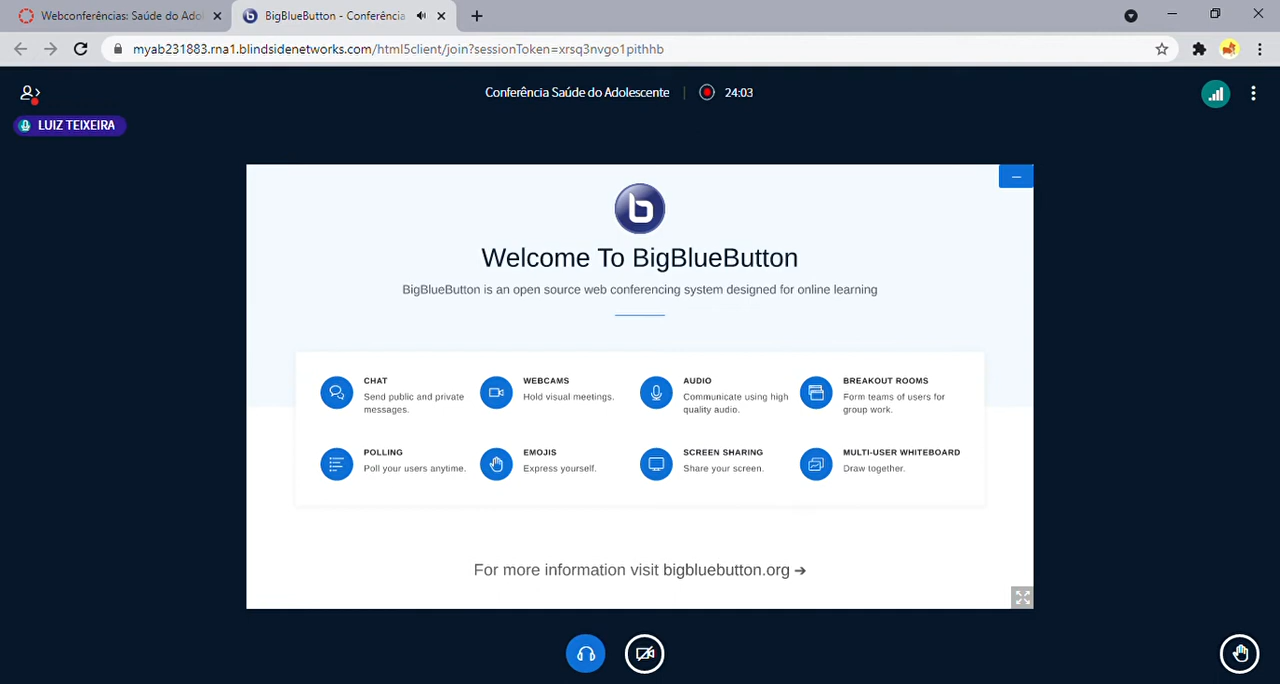 Webconferências: Saúde do Adol
BigBlueButton - Conferência
myab231883.rna1.blindsidenetworks.com/html5client/join?sessionToken=xrsq3nvgo1pithhb
Conferência Saúde do Adolescente | 24:03
LUIZ TEIXEIRA
Welcome To BigBlueButton
BigBlueButton is an open source web conferencing system designed for online learning
CHAT
Send public and private
messages.
WEBCAMS
Hold visual meetings.
AUDIO
Communicate using high
quality audio.
BREAKOUT ROOMS
Form teams of users for
group work.
POLLING
Poll your users anytime.
EMOJIS
Express yourself.
SCREEN SHARING
Share your screen.
MULTI-USER WHITEBOARD
Draw together.
For more information visit bigbluebutton.org ➔